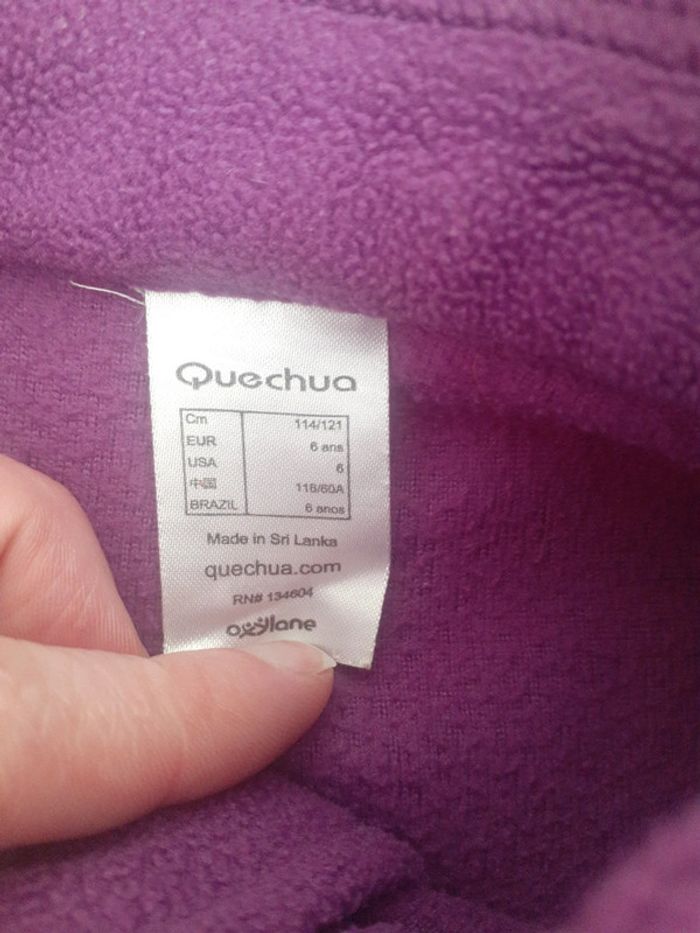 Quechua
Cm 114/121
EUR 6 ans
USA 6
中国 116/60A
BRAZIL 6 anos
Made in Sri Lanka
quechua.com
RN# 134604
oxylane